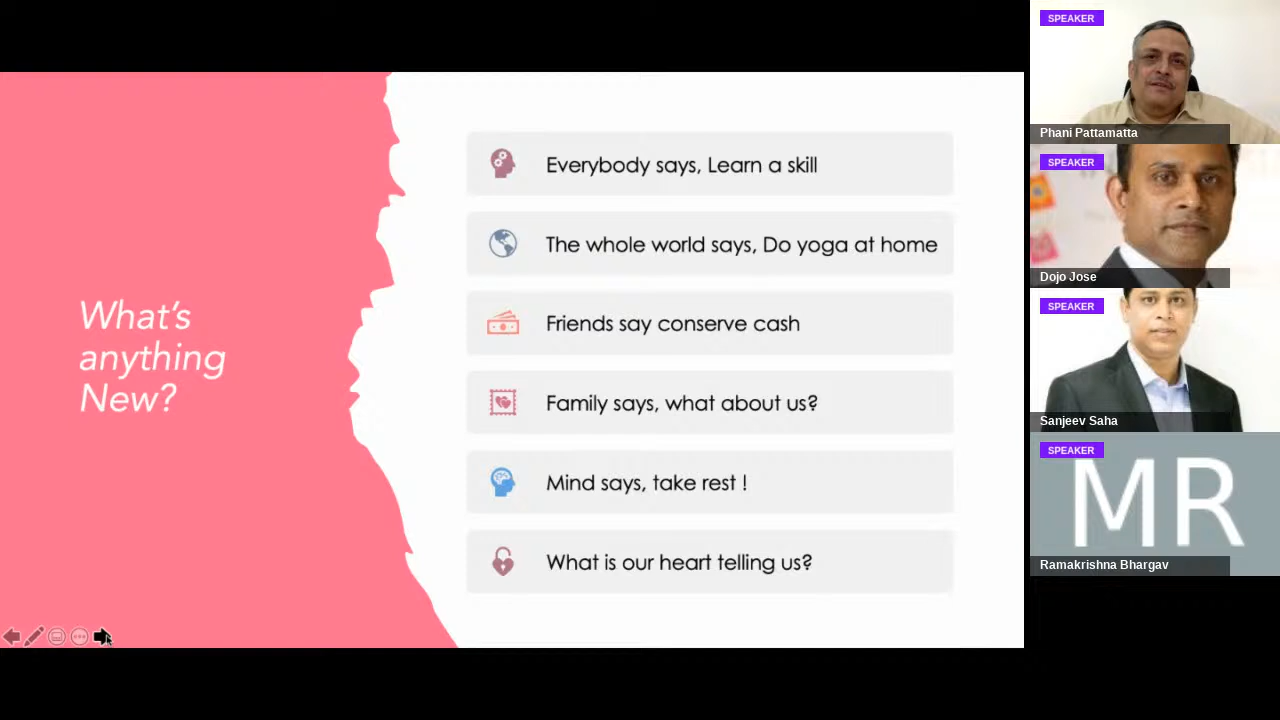 What's
anything
New?
Everybody says, Learn a skill
The whole world says, Do yoga at home
Friends say conserve cash
Family says, what about us?
Mind says, take rest !
What is our heart telling us?
SPEAKER
Phani Pattamatta
SPEAKER
Dojo Jose
SPEAKER
Sanjeev Saha
SPEAKER
MR
Ramakrishna Bhargav